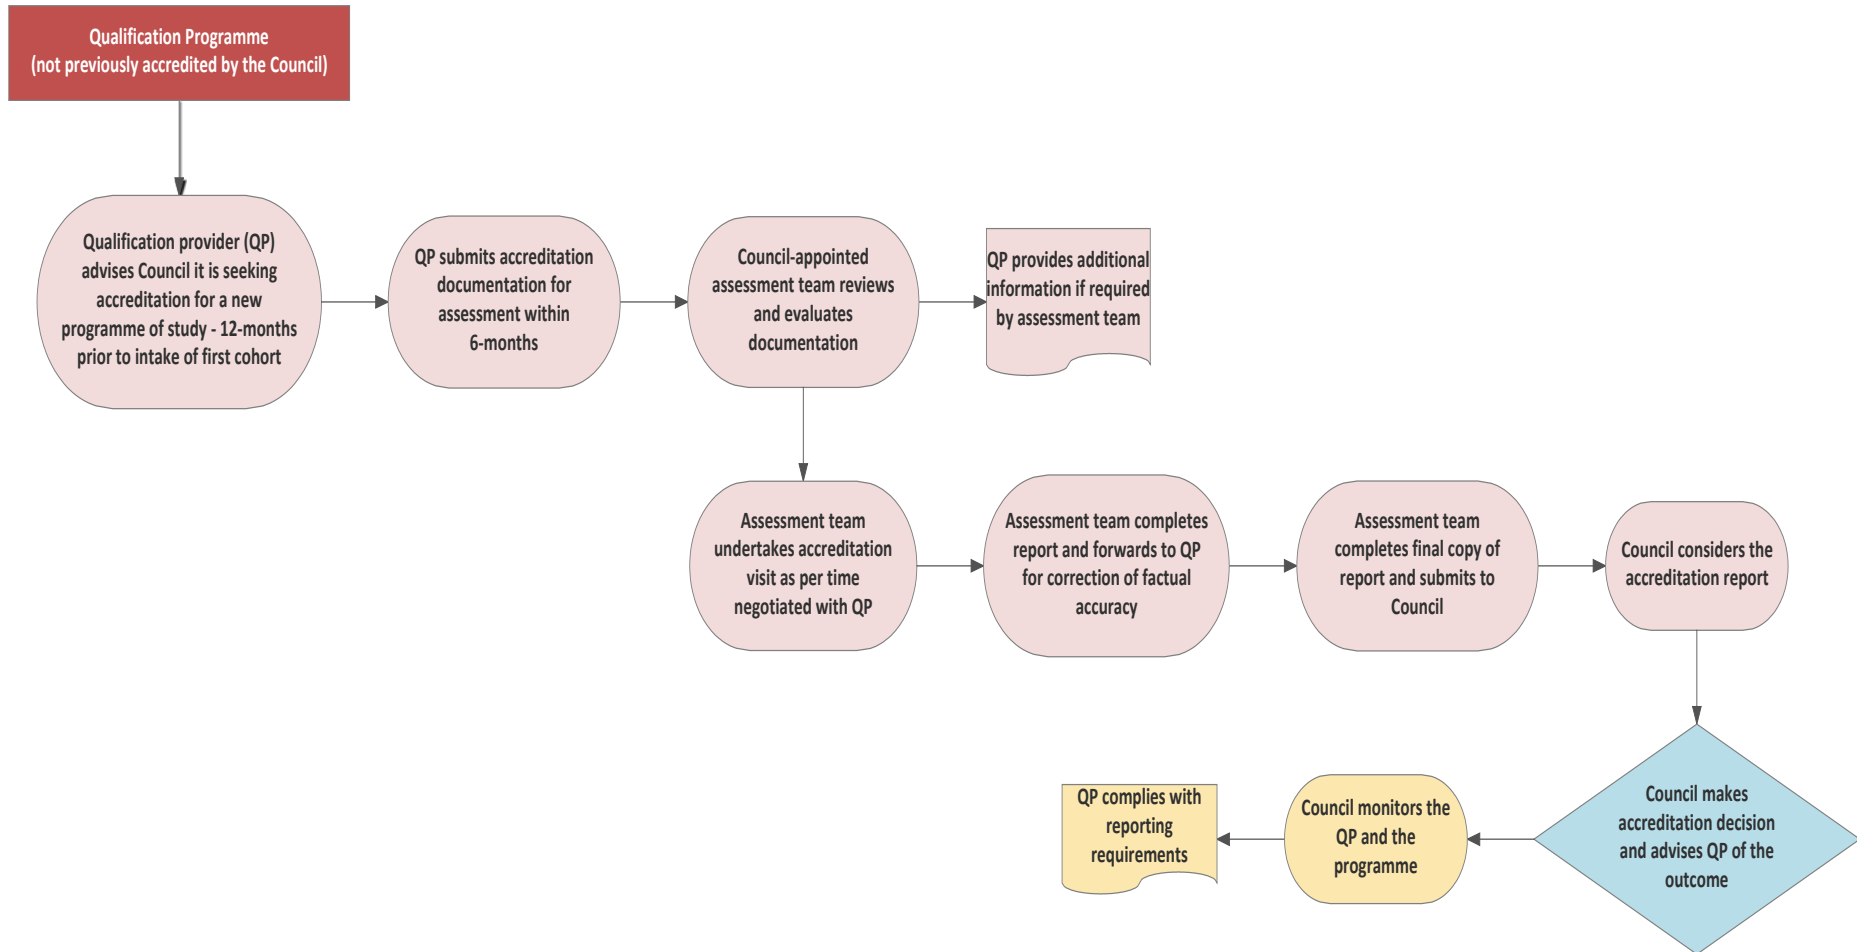 Qualification Programme
(not previously accredited by the Council)
Qualification provider (QP)
advises Council it is seeking
accreditation for a new
programme of study - 12-months
prior to intake of first cohort
QP submits accreditation
documentation for
assessment within
6-months
Council-appointed
assessment team reviews
and evaluates
documentation
QP provides additional
information if required
by assessment team
Assessment team
undertakes accreditation
visit as per time
negotiated with QP
Assessment team completes
report and forwards to QP
for correction of factual
accuracy
Assessment team
completes final copy of
report and submits to
Council
Council considers the
accreditation report
Council makes
accreditation decision
and advises QP of the
outcome
Council monitors the
QP and the
programme
QP complies with
reporting
requirements